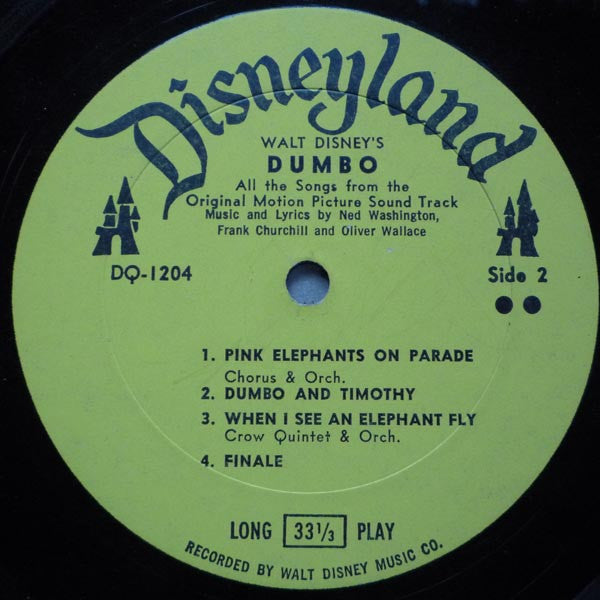 Disneyland
WALT DISNEY'S
DUMBO
All the Songs from the
Original Motion Picture Sound Track
Music and Lyrics by Ned Washington,
Frank Churchill and Oliver Wallace
DQ-1204
Side 2
1. PINK ELEPHANTS ON PARADE
Chorus & Orch.
2. DUMBO AND TIMOTHY
3. WHEN I SEE AN ELEPHANT FLY
Crow Quintet & Orch.
4. FINALE
LONG 33⅓ PLAY
RECORDED BY WALT DISNEY MUSIC CO.